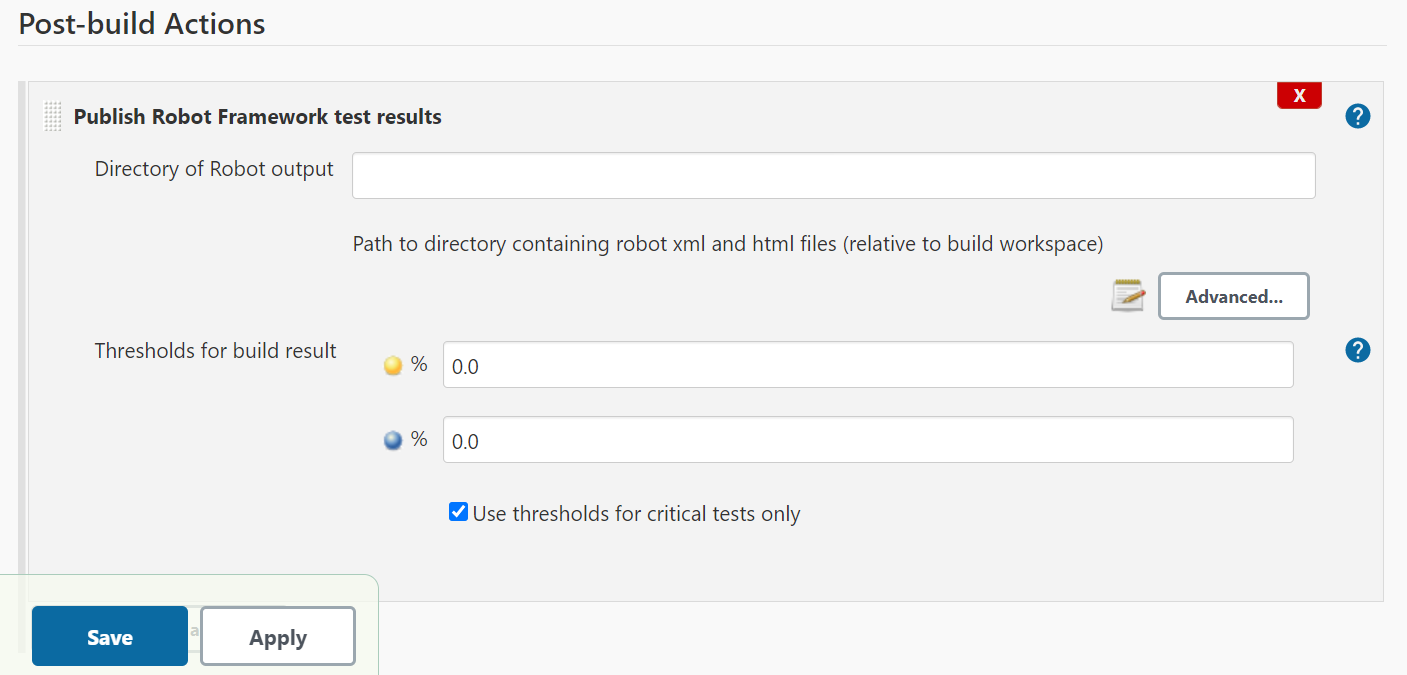 Post-build Actions
X
Publish Robot Framework test results
?
Directory of Robot output
Path to directory containing robot xml and html files (relative to build workspace)
Advanced...
Thresholds for build result
?
% 0.0
% 0.0
Use thresholds for critical tests only
Save
Apply